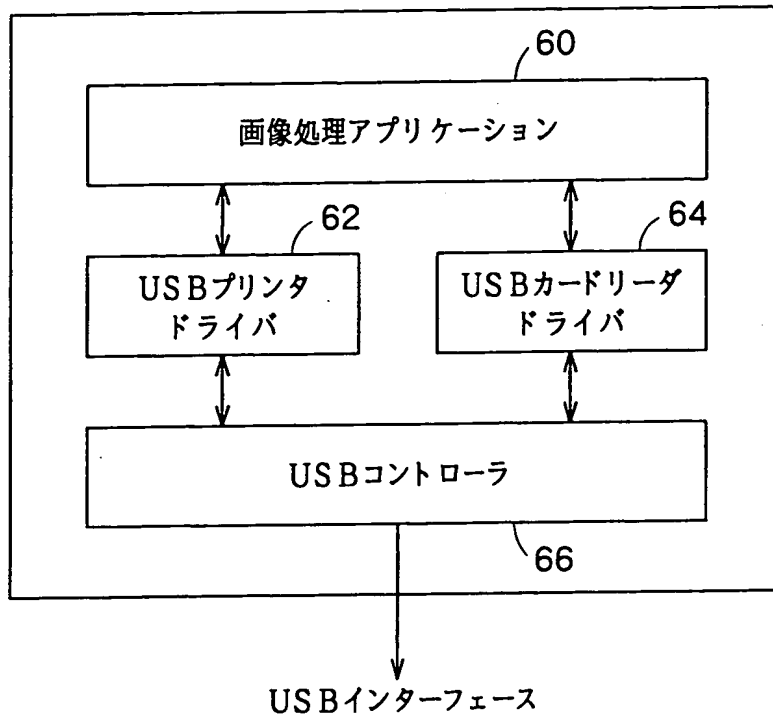 60
画像処理アプリケーション
62
64
USBプリンタ
ドライバ
USBカードリーダ
ドライバ
USBコントローラ
66
USBインターフェース